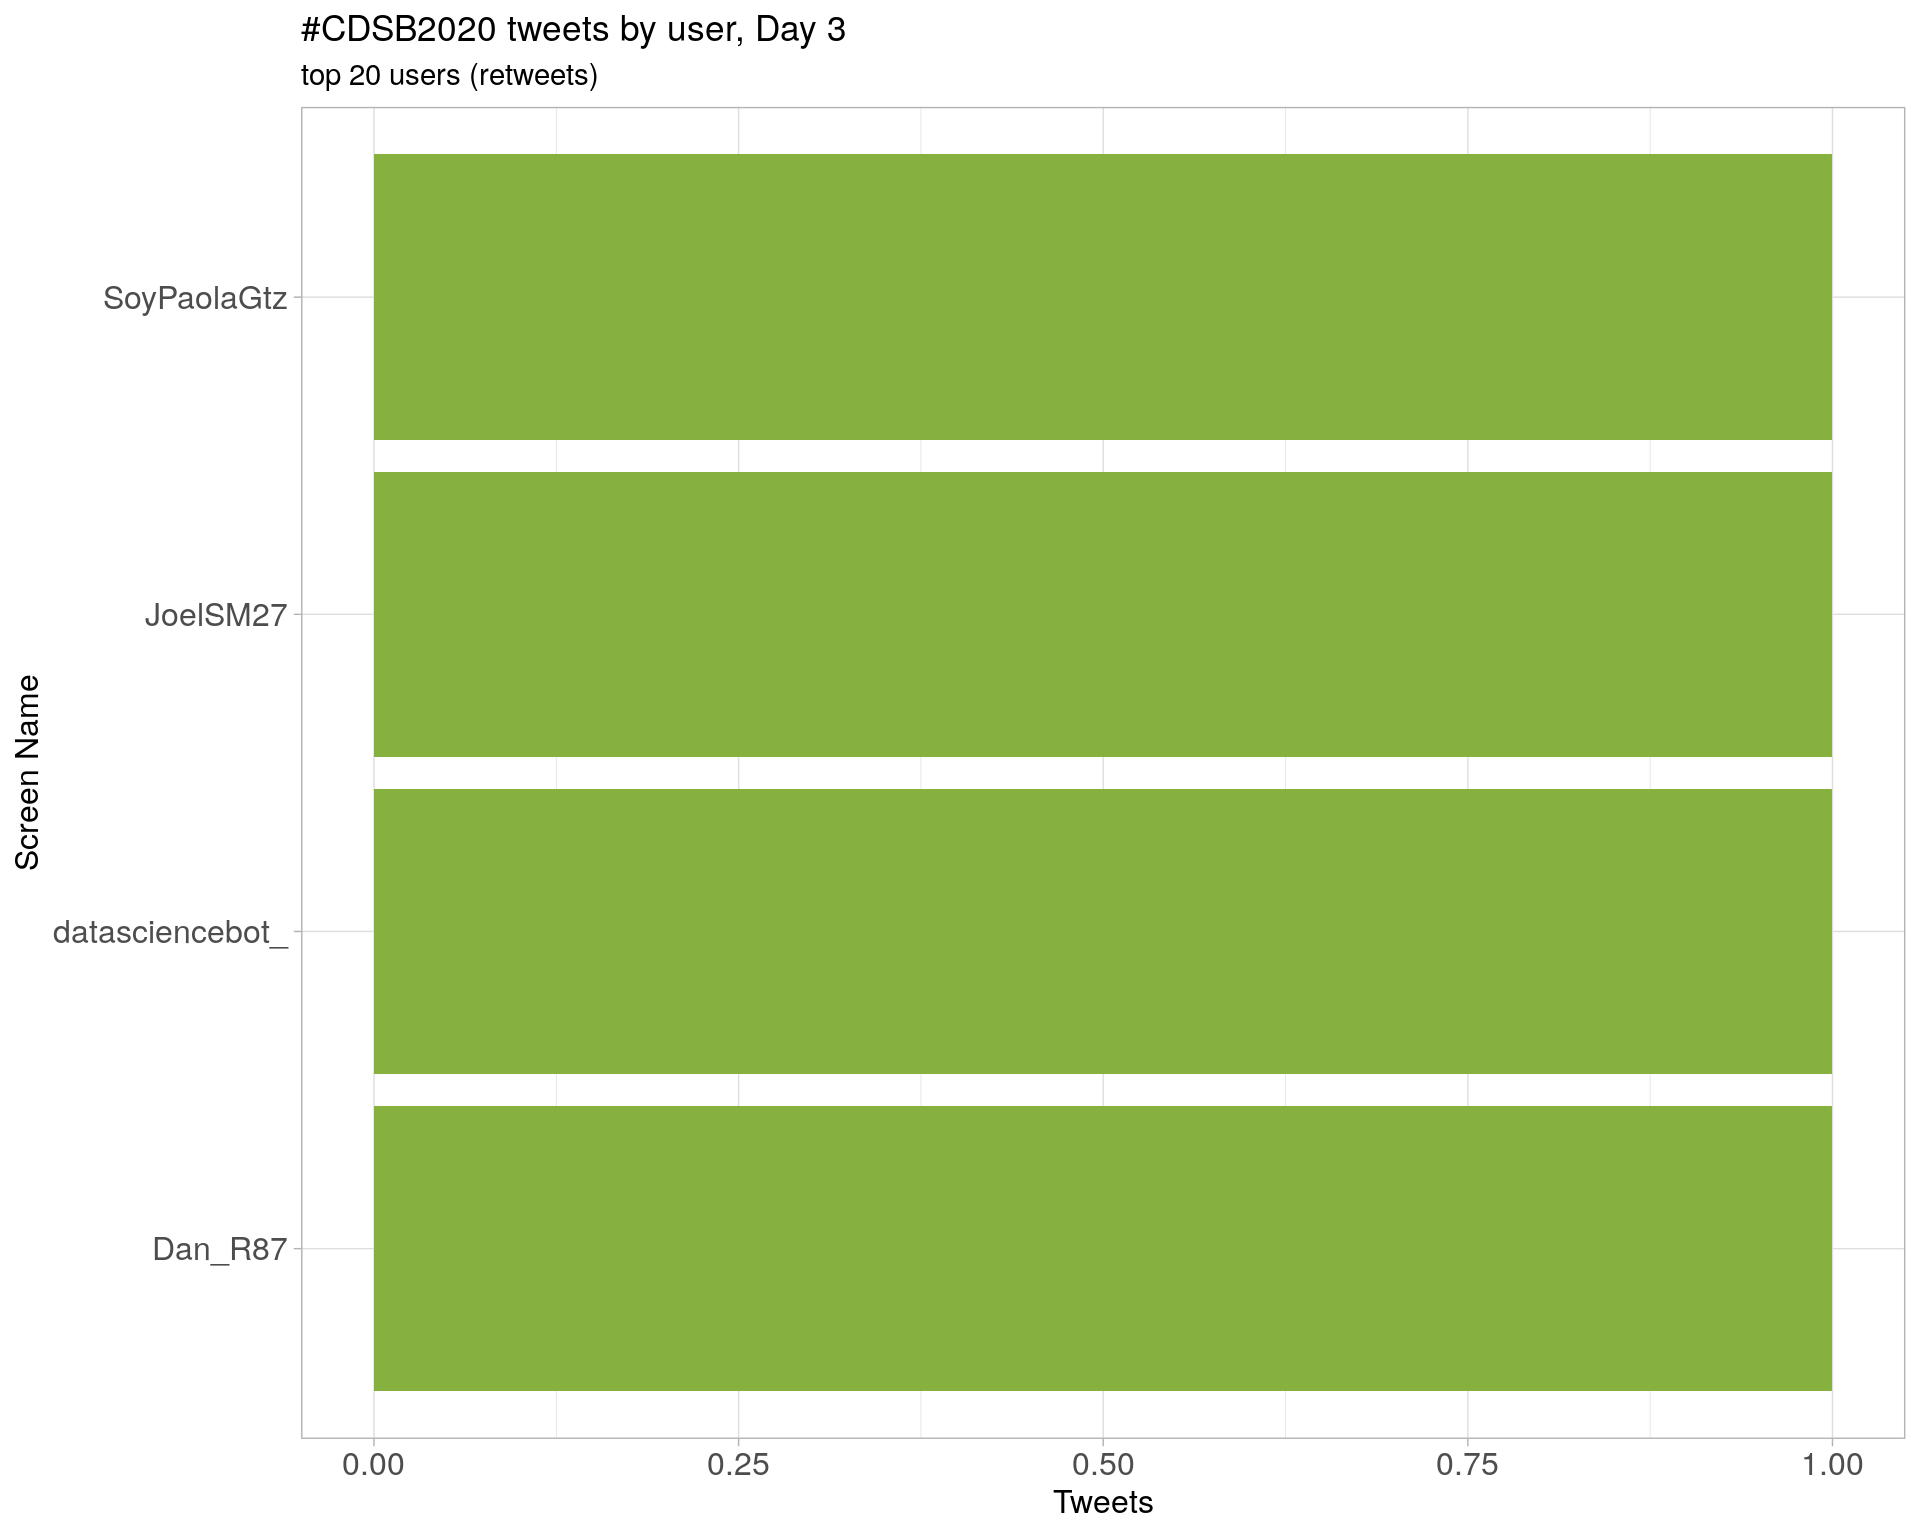 #CDSB2020 tweets by user, Day 3
top 20 users (retweets)
Screen Name
SoyPaolaGtz
JoelSM27
datasciencebot_
Dan_R87
0.00
0.25
0.50
0.75
1.00
Tweets